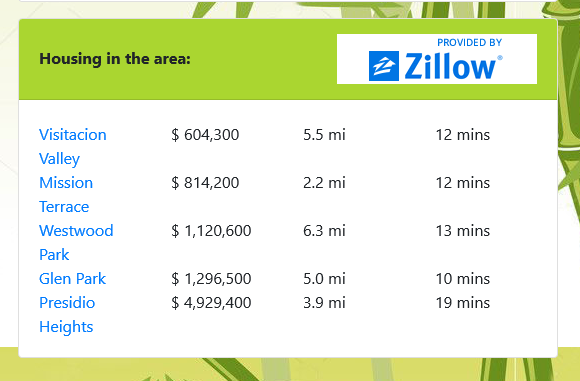 PROVIDED BY
Housing in the area:
Zillow®
Visitacion $ 604,300 5.5 mi 12 mins
Valley
Mission $ 814,200 2.2 mi 12 mins
Terrace
Westwood $ 1,120,600 6.3 mi 13 mins
Park
Glen Park $ 1,296,500 5.0 mi 10 mins
Presidio $ 4,929,400 3.9 mi 19 mins
Heights